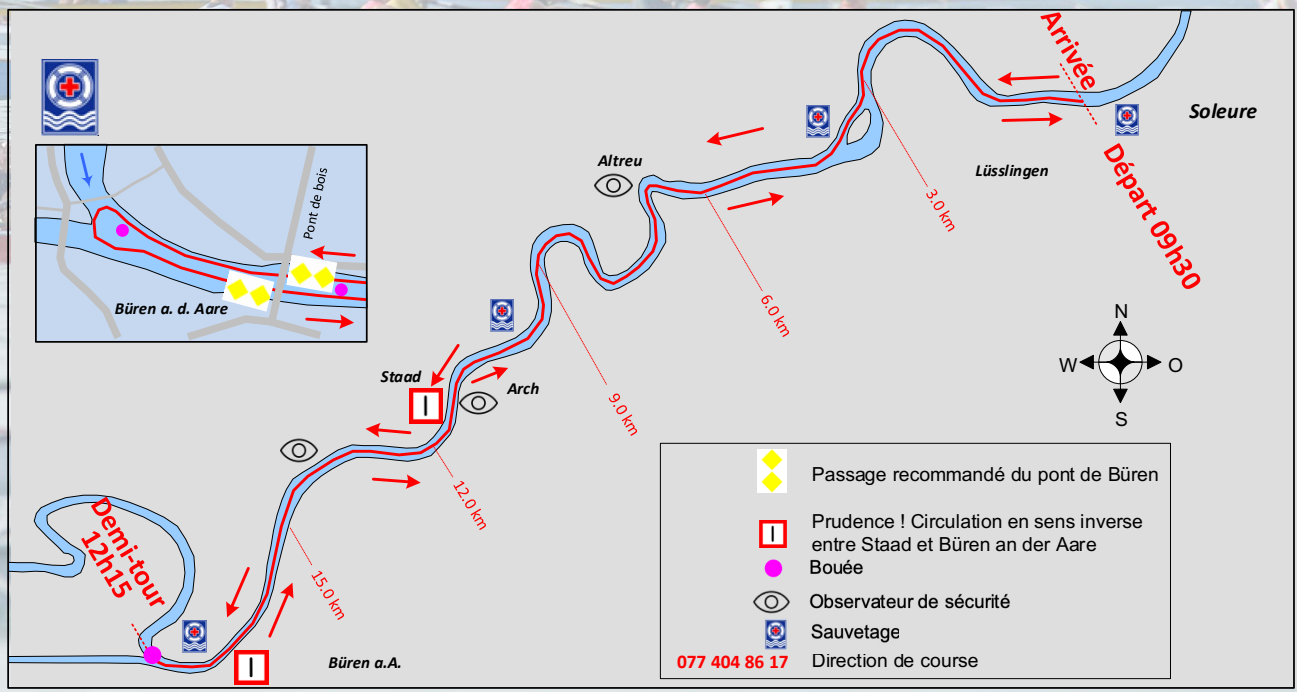 Arrivée
Soleure
Départ 09h30
Lüsslingen
3.0 km
Altreu
6.0 km
Pont de bois
Büren a. d. Aare
9.0 km
Staad
I
Arch
12.0 km
Demi-tour
12h15
15.0 km
I
Büren a.A.
N
W
O
S
Passage recommandé du pont de Büren
I
Prudence ! Circulation en sens inverse
entre Staad et Büren an der Aare
Bouée
Observateur de sécurité
Sauvetage
077 404 86 17 Direction de course